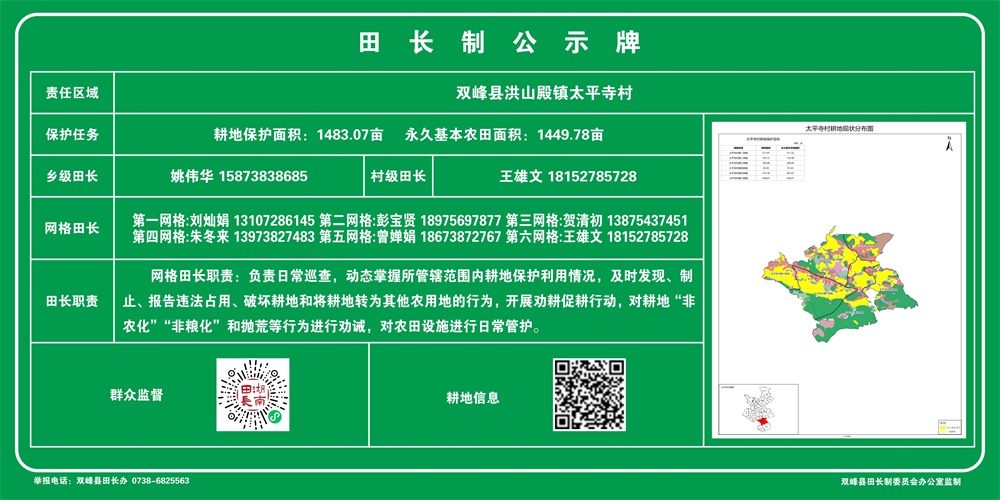 田长制公示牌
责任区域 双峰县洪山殿镇太平寺村
保护任务 耕地保护面积：1483.07亩 永久基本农田面积：1449.78亩
乡级田长 姚伟华 15873838685 村级田长 王雄文 18152785728
网格田长
第一网格:刘灿娟 13107286145 第二网格:彭宝贤 18975697877 第三网格:贺清初 13875437451
第四网格:朱冬来 13973827483 第五网格:曾婵娟 18673872767 第六网格:王雄文 18152785728
田长职责
网格田长职责：负责日常巡查，动态掌握所管辖范围内耕地保护利用情况，及时发现、制
止、报告违法占用、破坏耕地和将耕地转为其他农用地的行为，开展劝耕促耕行动，对耕地“非
农化”“非粮化”和抛荒等行为进行劝诫，对农田设施进行日常管护。
群众监督
田长
湖南
耕地信息
太平寺村耕地现状分布图
N
举报电话：双峰县田长办 0738-6825563
双峰县田长制委员会办公室监制